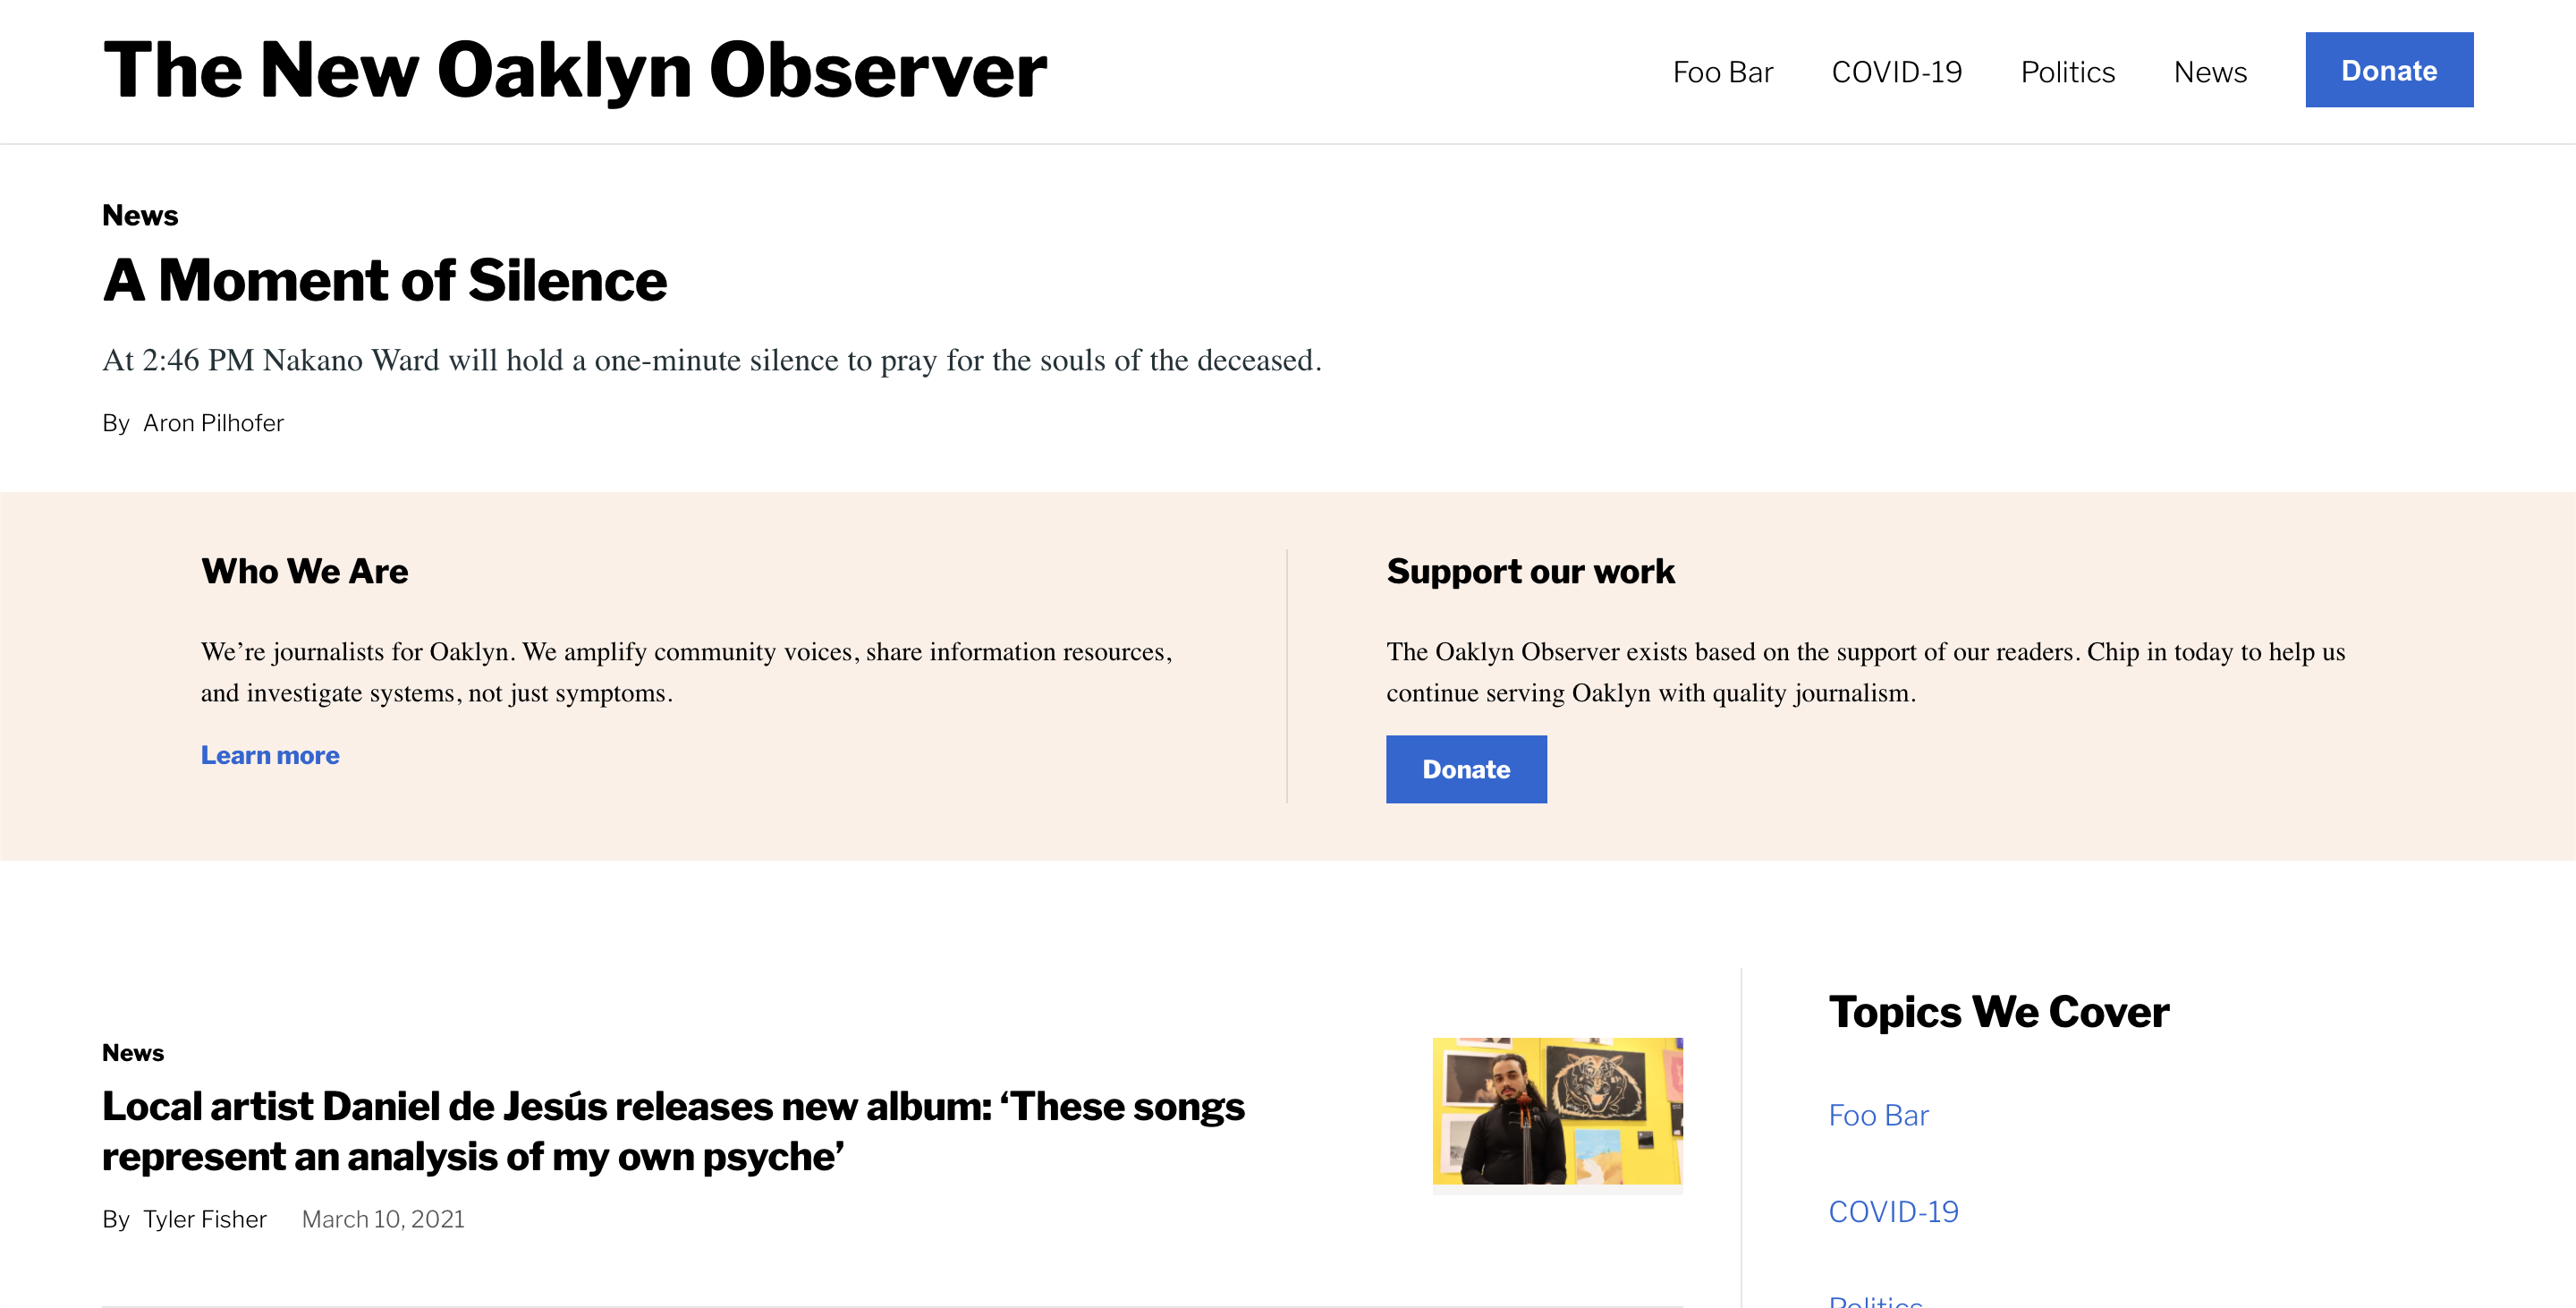 The New Oaklyn Observer
Foo Bar COVID-19 Politics News Donate
News
A Moment of Silence
At 2:46 PM Nakano Ward will hold a one-minute silence to pray for the souls of the deceased.
By Aron Pilhofer
Who We Are
We’re journalists for Oaklyn. We amplify community voices, share information resources,
and investigate systems, not just symptoms.
Learn more
Support our work
The Oaklyn Observer exists based on the support of our readers. Chip in today to help us
continue serving Oaklyn with quality journalism.
Donate
News
Local artist Daniel de Jesús releases new album: ‘These songs
represent an analysis of my own psyche’
By Tyler Fisher March 10, 2021
Topics We Cover
Foo Bar
COVID-19
Politics